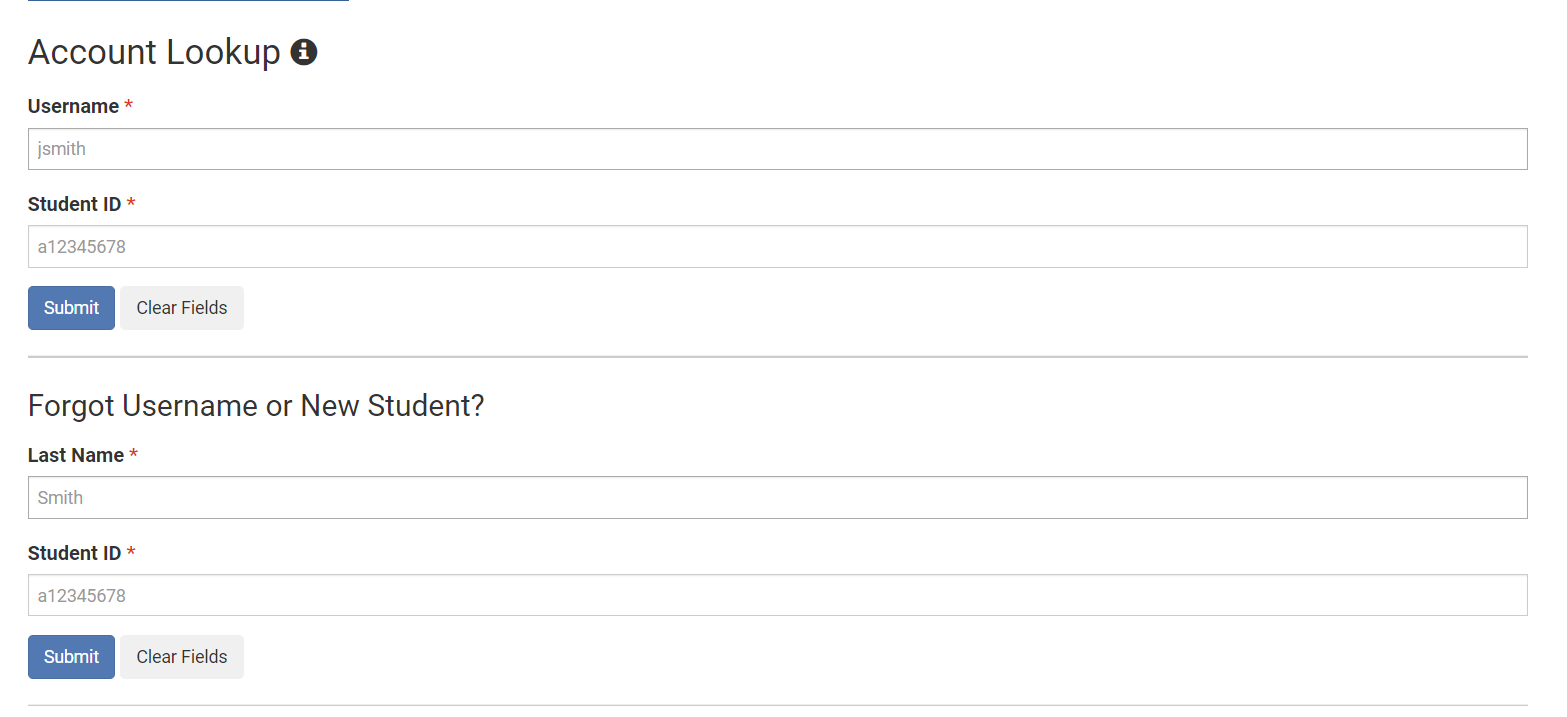 Account Lookup
Username *
jsmith
Student ID *
a12345678
Submit Clear Fields
Forgot Username or New Student?
Last Name *
Smith
Student ID *
a12345678
Submit Clear Fields